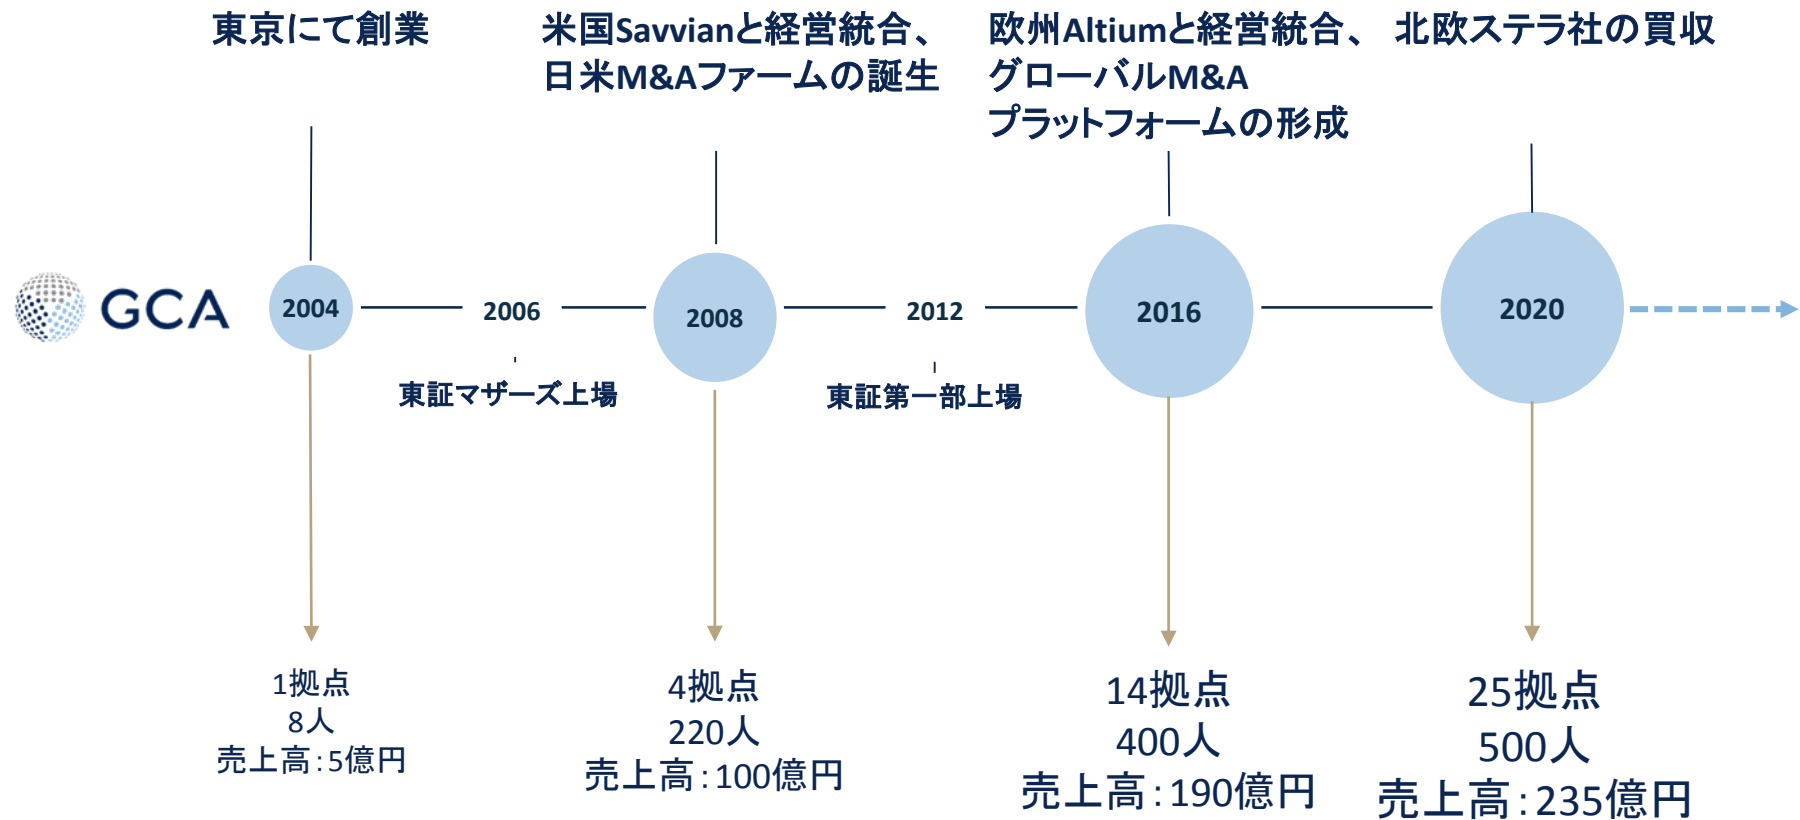 東京にて創業
米国Savvianと経営統合、
日米M&Aファームの誕生
欧州Altiumと経営統合、
グローバルM&A
プラットフォームの形成
北欧ステラ社の買収
GCA
2004
2006
2008
2012
2016
2020
東証マザーズ上場
東証第一部上場
1拠点
8人
売上高：5億円
4拠点
220人
売上高：100億円
14拠点
400人
売上高：190億円
25拠点
500人
売上高：235億円